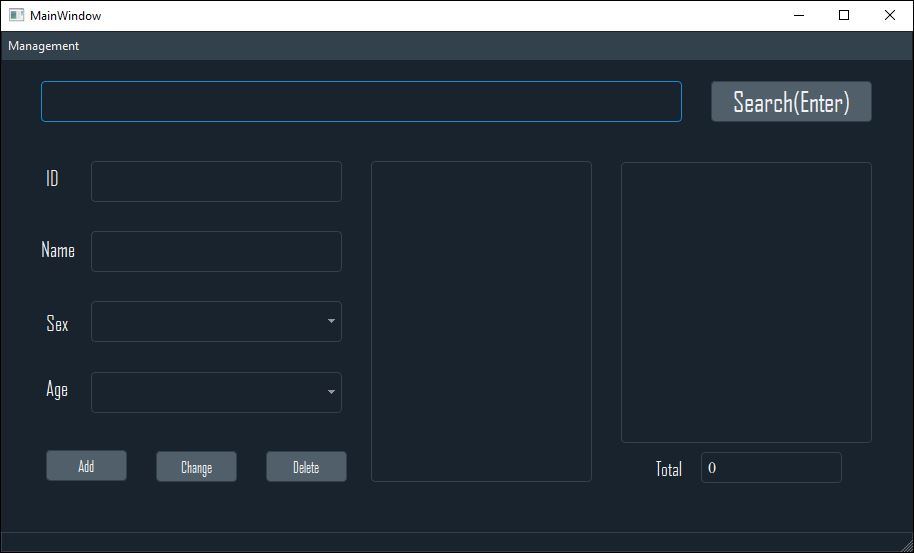 MainWindow
Management
Search(Enter)
ID
Name
Sex
Age
Add
Change
Delete
Total
0